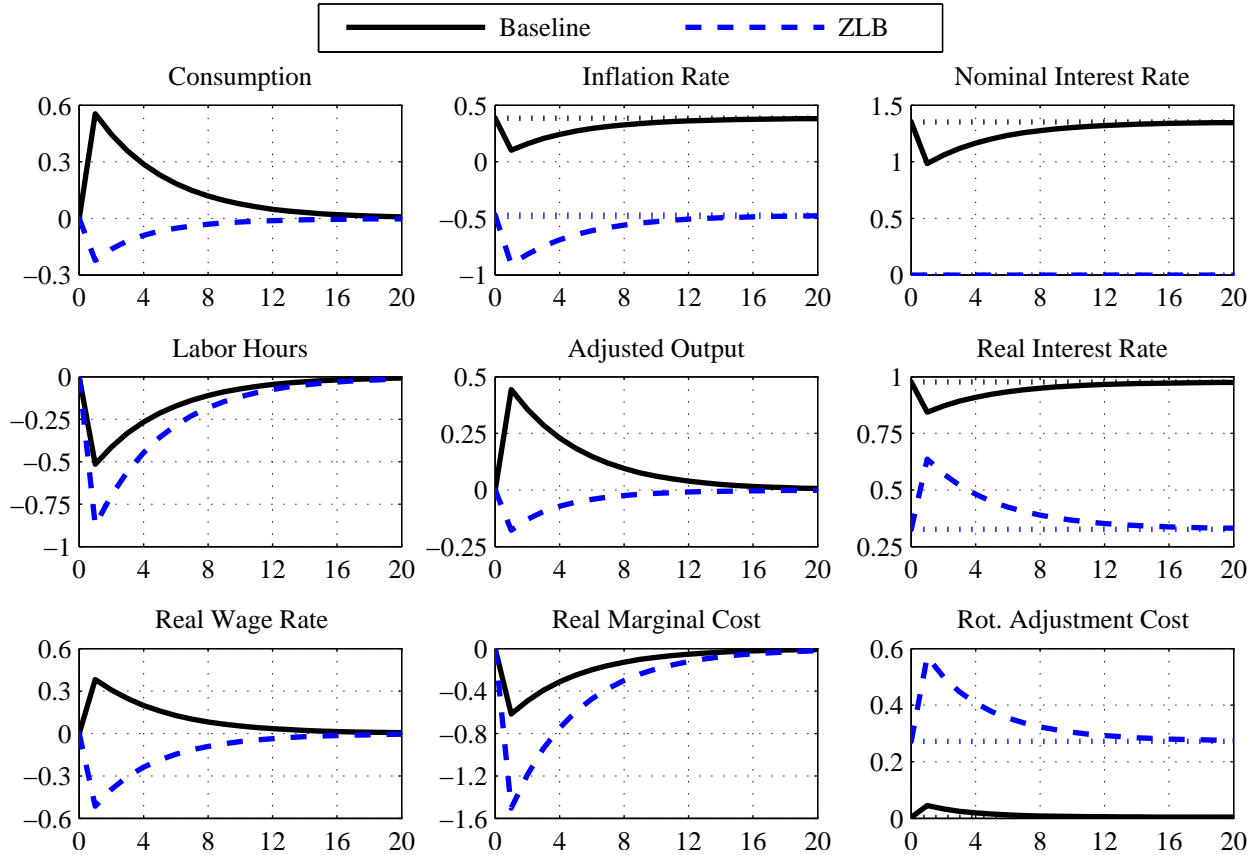 Baseline ZLB
Consumption Inflation Rate Nominal Interest Rate
0.6 0.5 1.5
0.3 0 1
0 −0.5 0.5
−0.3 −1 0
0 4 8 12 16 20 0 4 8 12 16 20 0 4 8 12 16 20
Labor Hours Adjusted Output Real Interest Rate
0 0.5 1
−0.25 0.25 0.75
−0.5 0 0.5
−0.75 −0.25 0.25
−1
0 4 8 12 16 20 0 4 8 12 16 20 0 4 8 12 16 20
Real Wage Rate Real Marginal Cost Rot. Adjustment Cost
0.6 0 0.6
0.3 −0.4 0.4
0 −0.8 0.2
−0.3 −1.2 0
−0.6 −1.6
0 4 8 12 16 20 0 4 8 12 16 20 0 4 8 12 16 20